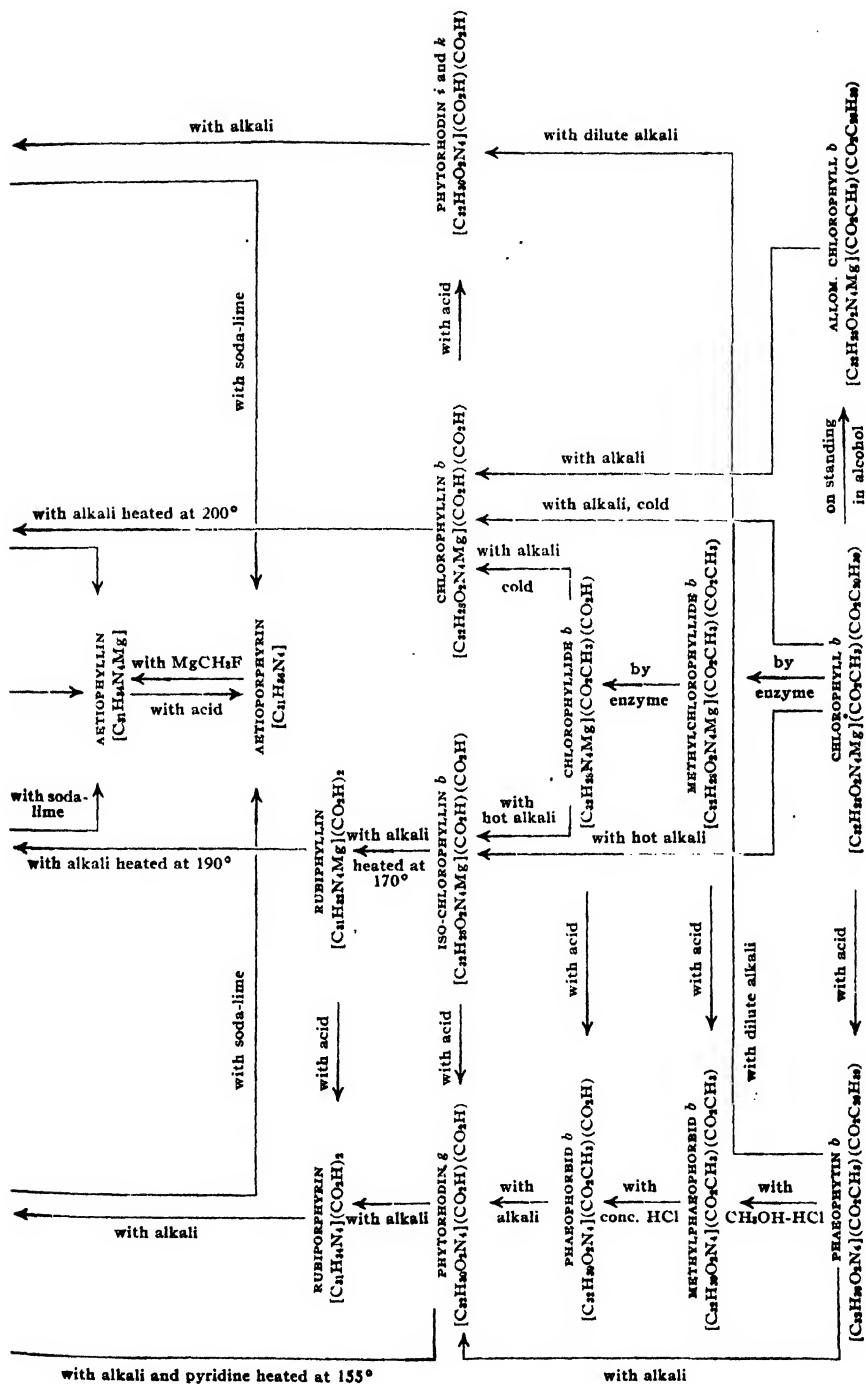 with alkali
PHYTORHODIN i and k
[C₃₂H₃₀O₂N₄](CO₂H)(CO₂H)
with dilute alkali
ALLOM. CHLOROPHYLL b
[C₃₂H₂₈O₂N₄Mg](CO₂CH₃)(CO₂C₂₀H₃₉)
with soda-lime
with acid
with alkali
on standing
in alcohol
with alkali heated at 200°
CHLOROPHYLLIN b
[C₃₂H₂₈O₂N₄Mg](CO₂H)(CO₂H)
with alkali, cold
AETIOPHYLLIN
[C₃₁H₃₄N₄Mg]
with MgCH₃F
with acid
AETIOPORPHYRIN
[C₃₁H₃₆N₄]
with alkali
cold
CHLOROPHYLLIDE b
[C₃₂H₂₈N₄Mg](CO₂CH₃)(CO₂H)
by
enzyme
METHYLCHLOROPHYLLIDE b
[C₃₂H₂₈O₂N₄Mg](CO₂CH₃)(CO₂CH₃)
by
enzyme
CHLOROPHYLL b
[C₃₂H₂₈O₂N₄Mg](CO₂CH₃)(CO₂C₂₀H₃₉)
with soda-
lime
with alkali heated at 190°
RUBIPHYLLIN
[C₃₁H₃₂N₄Mg](CO₂H)₂
with alkali
heated at
170°
ISO-CHLOROPHYLLIN b
[C₃₂H₂₈O₂N₄Mg](CO₂H)(CO₂H)
with
hot alkali
with hot alkali
with soda-lime
with acid
with acid
with acid
with acid
with dilute alkali
with acid
with alkali
RUBIPORPHYRIN
[C₃₁H₃₄N₄](CO₂H)₂
with alkali
PHYTORHODIN, g
[C₃₂H₃₀O₂N₄](CO₂H)(CO₂H)
with
alkali
PHAEOPHORBID b
[C₃₂H₃₀O₂N₄](CO₂CH₃)(CO₂H)
with
conc. HCl
METHYLPHAEOPHORBID b
[C₃₂H₃₀O₂N₄](CO₂CH₃)(CO₂CH₃)
with
CH₃OH-HCl
PHAEOPHYTIN b
[C₃₂H₃₀O₂N₄](CO₂CH₃)(CO₂C₂₀H₃₉)
with alkali and pyridine heated at 155°
with alkali